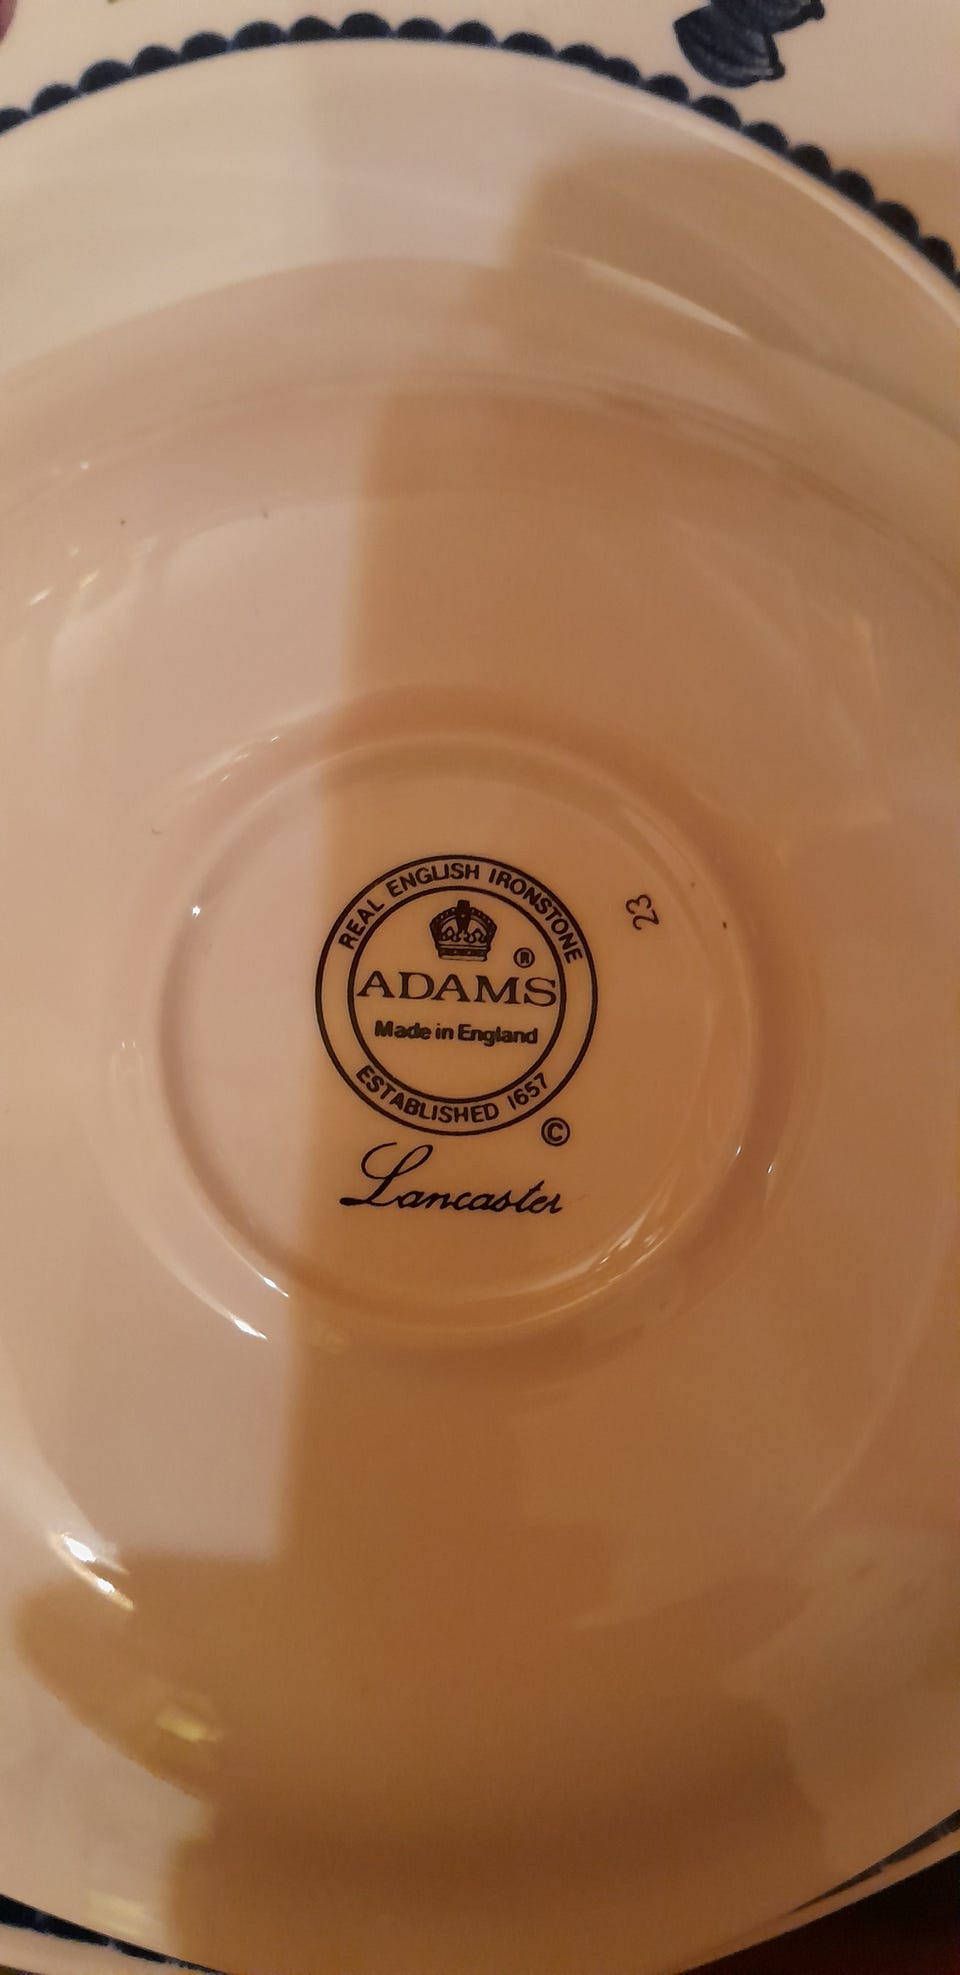 REAL ENGLISH IRONSTONE
®
ADAMS
Made in England
ESTABLISHED 1657
©
Lancaster
23